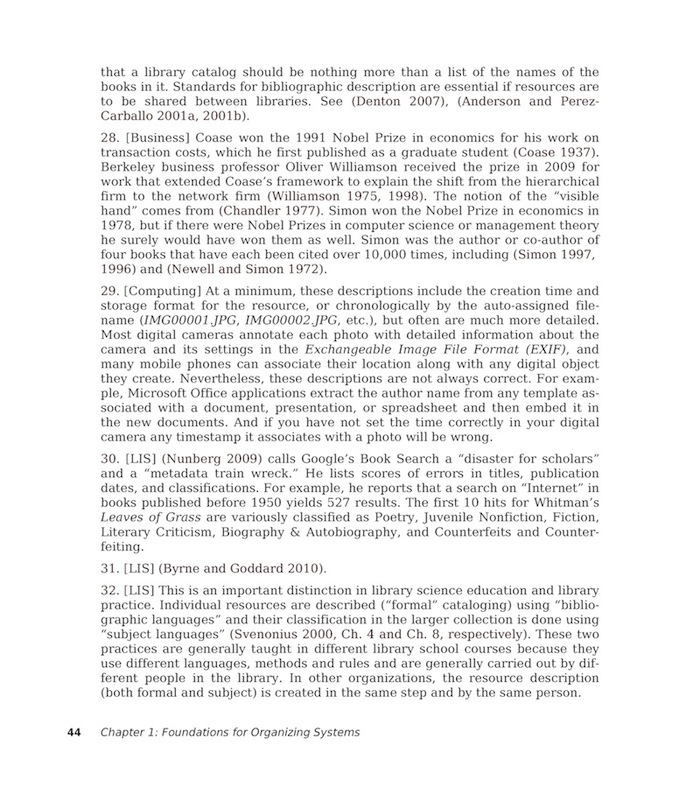 that a library catalog should be nothing more than a list of the names of the
books in it. Standards for bibliographic description are essential if resources are
to be shared between libraries. See (Denton 2007), (Anderson and Perez-
Carballo 2001a, 2001b).
28. [Business] Coase won the 1991 Nobel Prize in economics for his work on
transaction costs, which he first published as a graduate student (Coase 1937).
Berkeley business professor Oliver Williamson received the prize in 2009 for
work that extended Coase’s framework to explain the shift from the hierarchical
firm to the network firm (Williamson 1975, 1998). The notion of the “visible
hand” comes from (Chandler 1977). Simon won the Nobel Prize in economics in
1978, but if there were Nobel Prizes in computer science or management theory
he surely would have won them as well. Simon was the author or co-author of
four books that have each been cited over 10,000 times, including (Simon 1997,
1996) and (Newell and Simon 1972).
29. [Computing] At a minimum, these descriptions include the creation time and
storage format for the resource, or chronologically by the auto-assigned file-
name (IMG00001.JPG, IMG00002.JPG, etc.), but often are much more detailed.
Most digital cameras annotate each photo with detailed information about the
camera and its settings in the Exchangeable Image File Format (EXIF), and
many mobile phones can associate their location along with any digital object
they create. Nevertheless, these descriptions are not always correct. For exam-
ple, Microsoft Office applications extract the author name from any template as-
sociated with a document, presentation, or spreadsheet and then embed it in
the new documents. And if you have not set the time correctly in your digital
camera any timestamp it associates with a photo will be wrong.
30. [LIS] (Nunberg 2009) calls Google’s Book Search a “disaster for scholars”
and a “metadata train wreck.” He lists scores of errors in titles, publication
dates, and classifications. For example, he reports that a search on “Internet” in
books published before 1950 yields 527 results. The first 10 hits for Whitman’s
Leaves of Grass are variously classified as Poetry, Juvenile Nonfiction, Fiction,
Literary Criticism, Biography & Autobiography, and Counterfeits and Counter-
feiting.
31. [LIS] (Byrne and Goddard 2010).
32. [LIS] This is an important distinction in library science education and library
practice. Individual resources are described (“formal” cataloging) using “biblio-
graphic languages” and their classification in the larger collection is done using
“subject languages” (Svenonius 2000, Ch. 4 and Ch. 8, respectively). These two
practices are generally taught in different library school courses because they
use different languages, methods and rules and are generally carried out by dif-
ferent people in the library. In other organizations, the resource description
(both formal and subject) is created in the same step and by the same person.
44 Chapter 1: Foundations for Organizing Systems